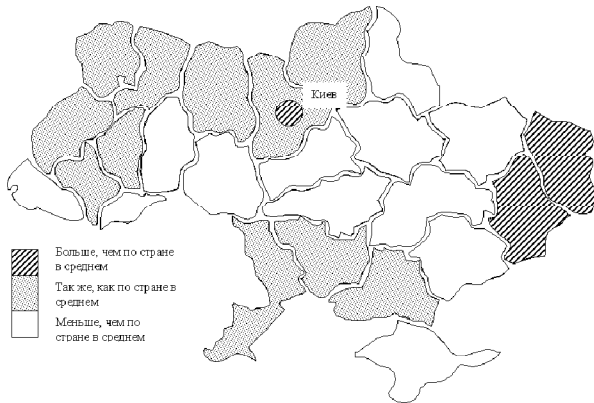 Киев
Больше, чем по стране
в среднем
Так же, как по стране в
среднем
Меньше, чем по
стране в среднем